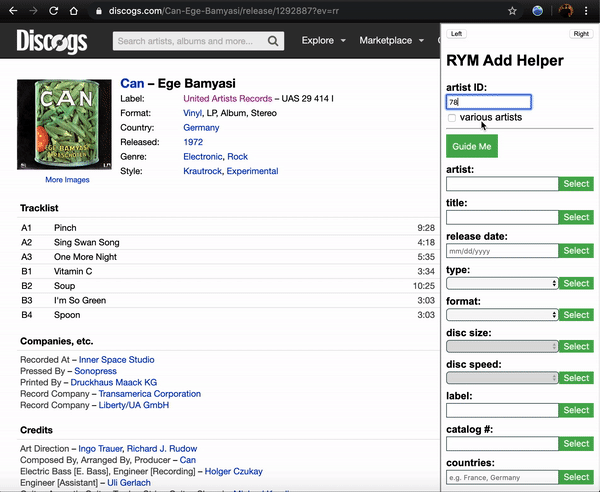 discogs.com/Can-Ege-Bamyasi/release/1292887?ev=rr
Discogs
Search artists, albums and more...
Explore
Marketplace
CAN
EGE BAMYASI
More Images
Can – Ege Bamyasi
Label: United Artists Records – UAS 29 414 I
Format: Vinyl, LP, Album, Stereo
Country: Germany
Released: 1972
Genre: Electronic, Rock
Style: Krautrock, Experimental
Tracklist
A1 Pinch 9:28
A2 Sing Swan Song 4:18
A3 One More Night 5:35
B1 Vitamin C 3:34
B2 Soup 10:25
B3 I'm So Green 3:03
B4 Spoon 3:03
Companies, etc.
Recorded At – Inner Space Studio
Pressed By – Sonopress
Printed By – Druckhaus Maack KG
Record Company – Transamerica Corporation
Record Company – Liberty/UA GmbH
Credits
Art Direction – Ingo Trauer, Richard J. Rudow
Composed By, Arranged By, Producer – Can
Electric Bass [E. Bass], Engineer [Recording] – Holger Czukay
Engineer [Assistant] – Uli Gerlach
Left
Right
RYM Add Helper
artist ID:
78
various artists
Guide Me
artist:
Select
title:
Select
release date:
mm/dd/yyyy
Select
type:
Select
format:
Select
disc size:
Select
disc speed:
Select
label:
Select
catalog #:
Select
countries:
e.g. France, Germany
Select